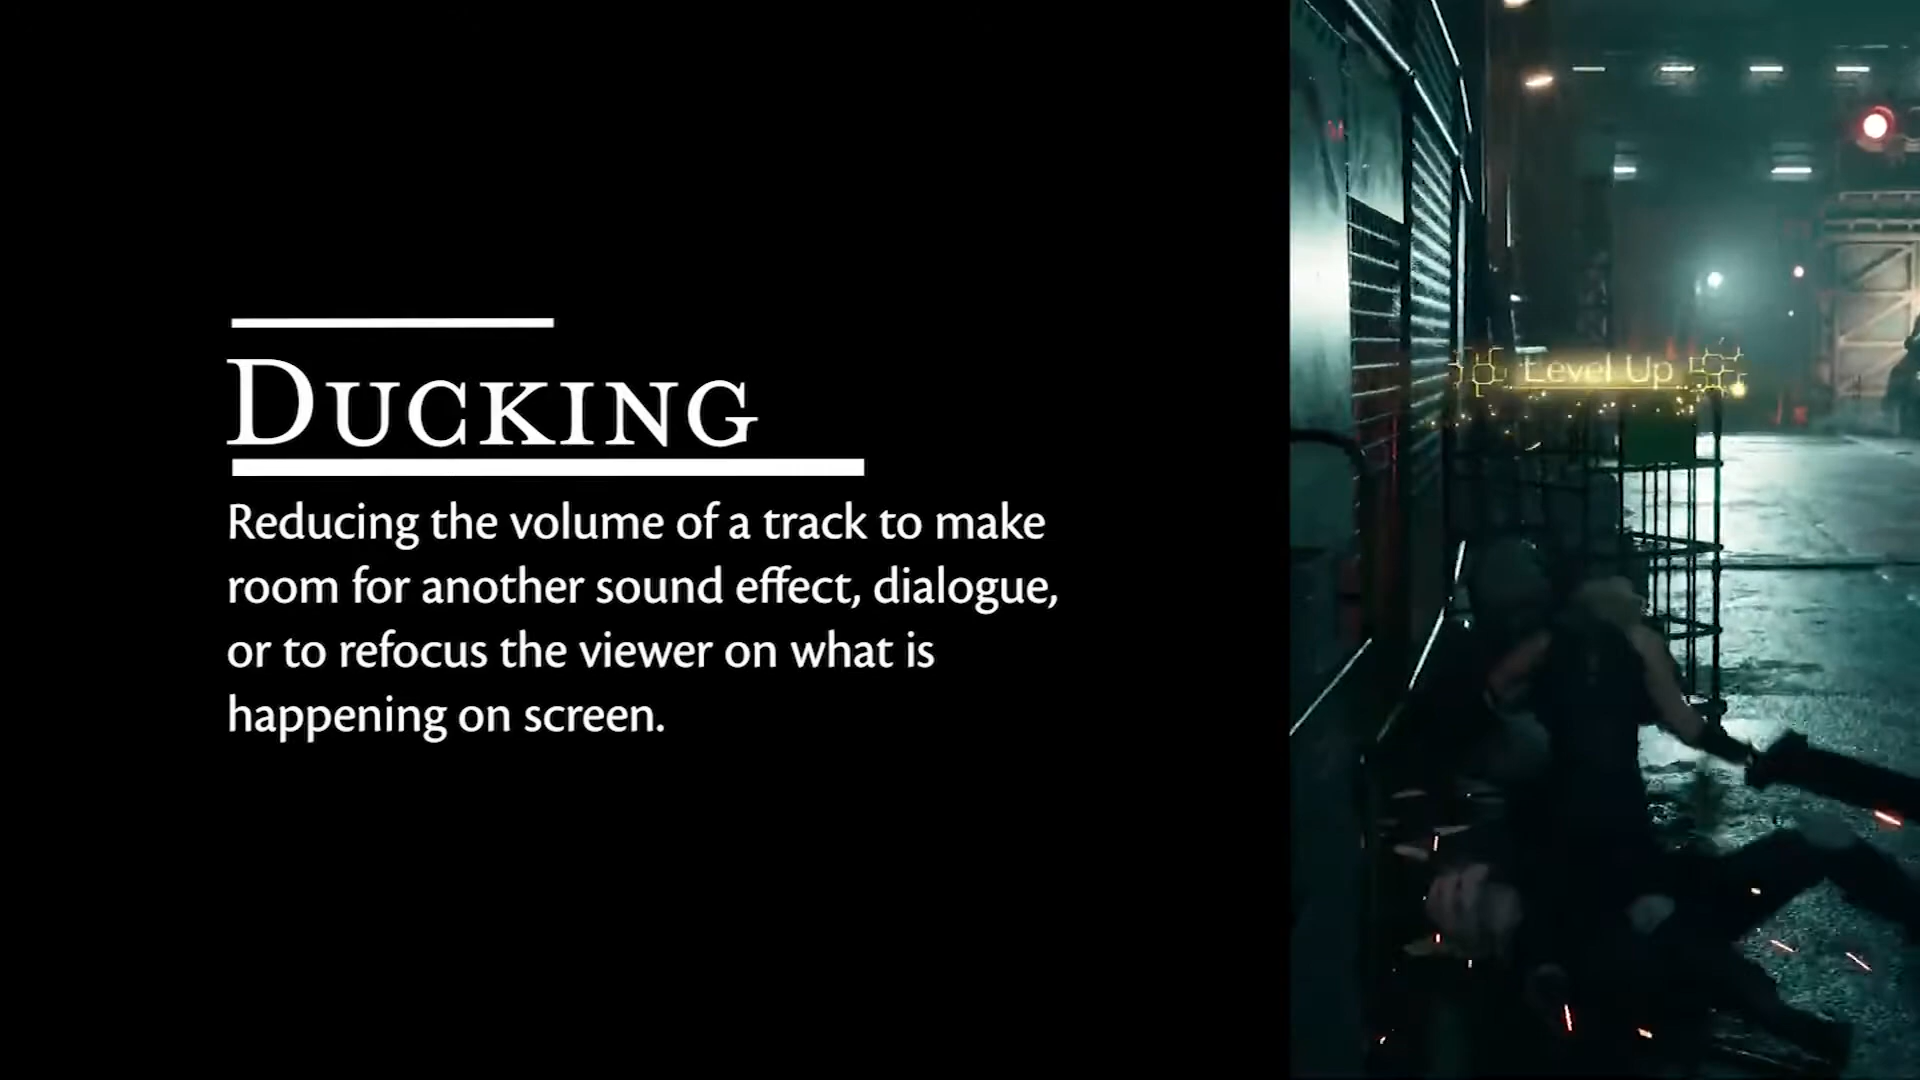 DUCKING
Reducing the volume of a track to make
room for another sound effect, dialogue,
or to refocus the viewer on what is
happening on screen.
Level Up